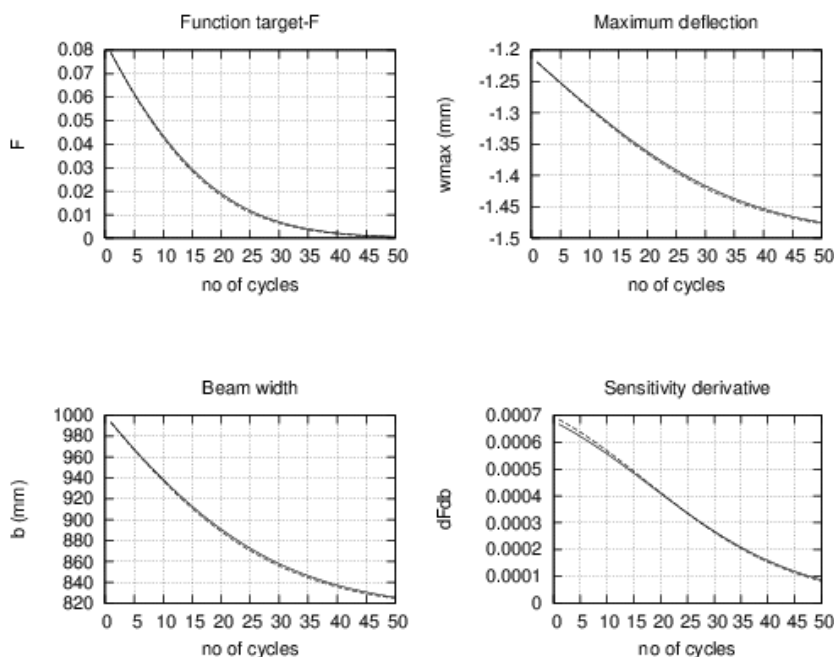 Function target-F
0.08
0.07
0.06
0.05
0.04
0.03
0.02
0.01
0
F
0 5 10 15 20 25 30 35 40 45 50
no of cycles
Maximum deflection
-1.2
-1.25
-1.3
-1.35
-1.4
-1.45
-1.5
wmax (mm)
0 5 10 15 20 25 30 35 40 45 50
no of cycles
Beam width
1000
980
960
940
920
900
880
860
840
820
b (mm)
0 5 10 15 20 25 30 35 40 45 50
no of cycles
Sensitivity derivative
0.0007
0.0006
0.0005
0.0004
0.0003
0.0002
0.0001
0
dFdb
0 5 10 15 20 25 30 35 40 45 50
no of cycles